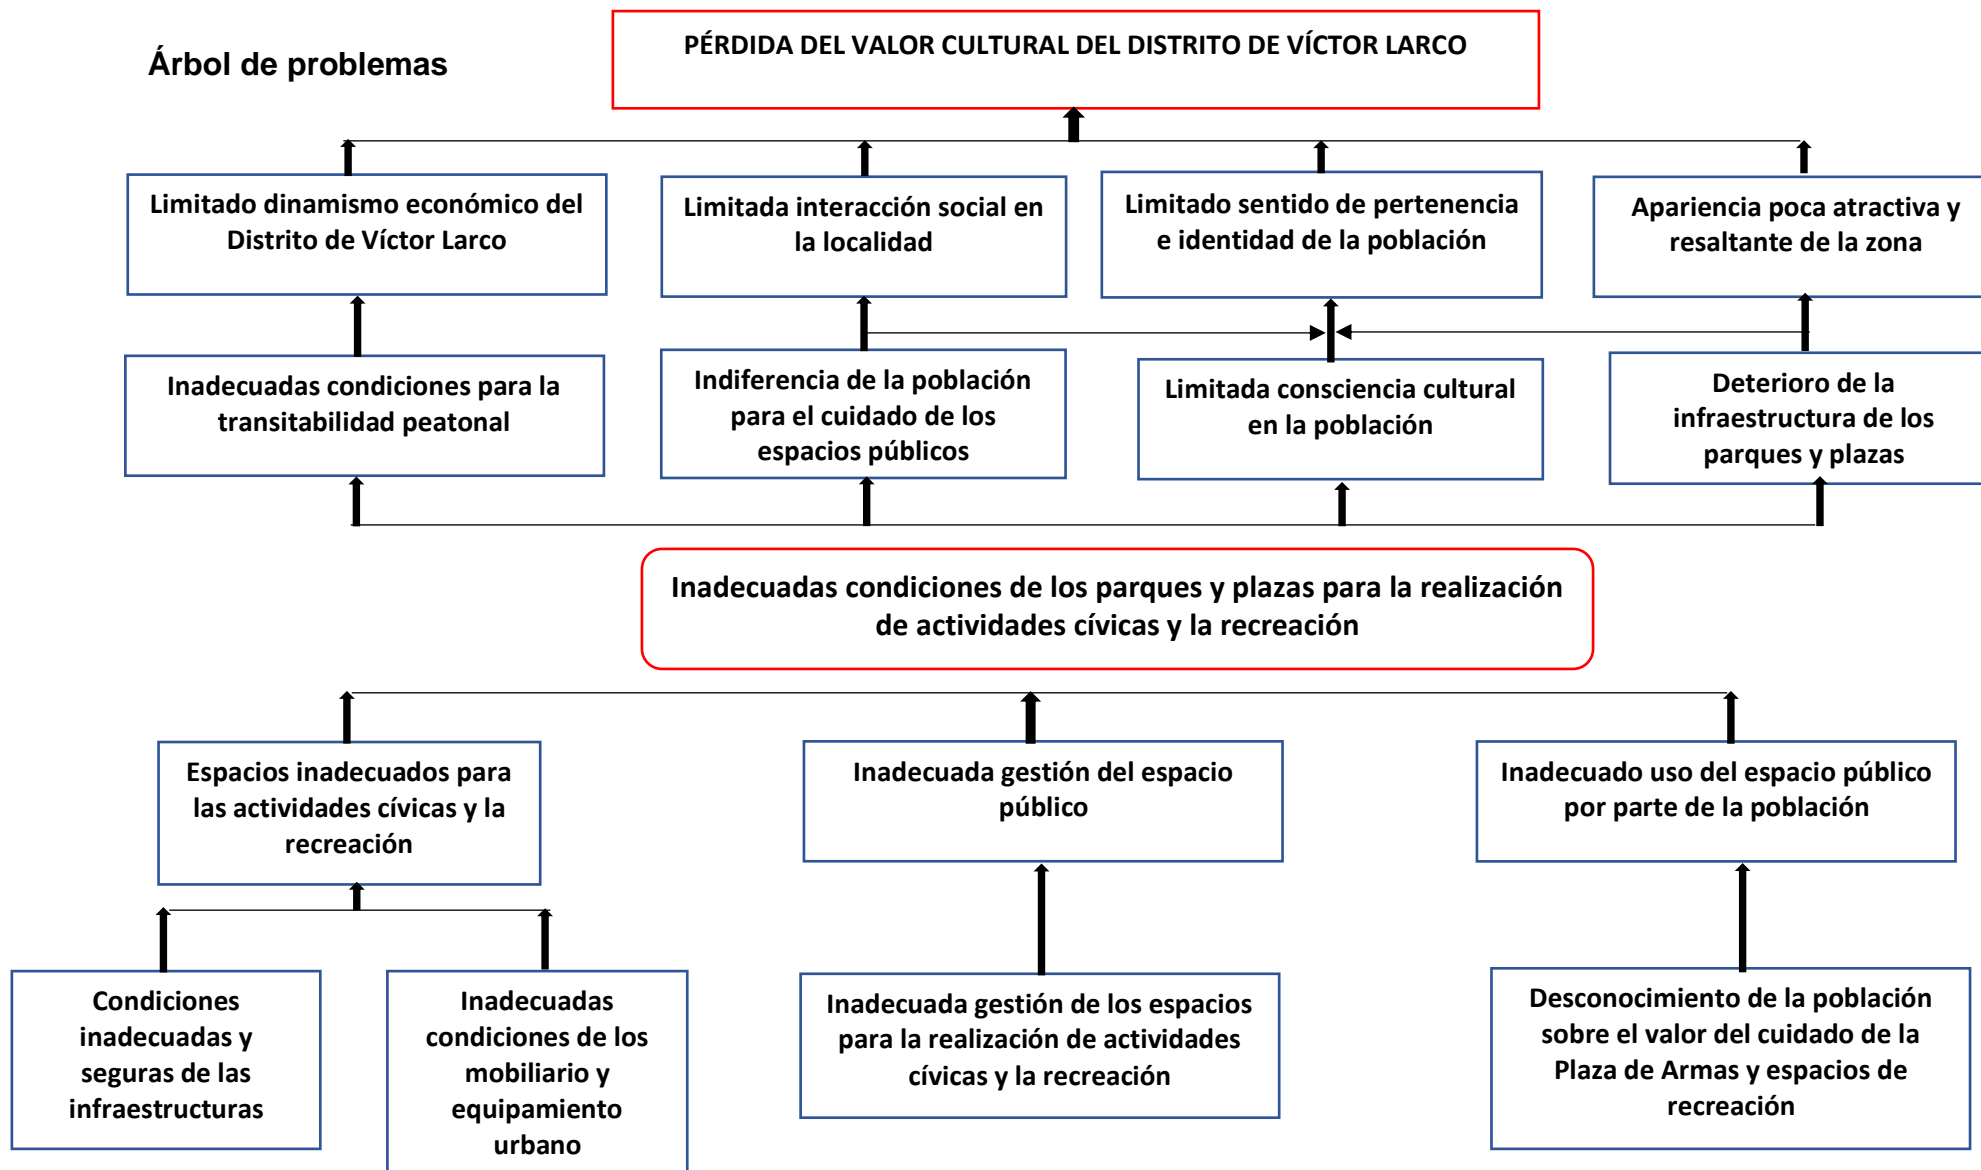 Árbol de problemas
PÉRDIDA DEL VALOR CULTURAL DEL DISTRITO DE VÍCTOR LARCO
Limitado dinamismo económico del
Distrito de Víctor Larco
Limitada interacción social en
la localidad
Limitado sentido de pertenencia
e identidad de la población
Apariencia poca atractiva y
resaltante de la zona
Inadecuadas condiciones para la
transitabilidad peatonal
Indiferencia de la población
para el cuidado de los
espacios públicos
Limitada consciencia cultural
en la población
Deterioro de la
infraestructura de los
parques y plazas
Inadecuadas condiciones de los parques y plazas para la realización
de actividades cívicas y la recreación
Espacios inadecuados para
las actividades cívicas y la
recreación
Inadecuada gestión del espacio
público
Inadecuado uso del espacio público
por parte de la población
Condiciones
inadecuadas y
seguras de las
infraestructuras
Inadecuadas
condiciones de los
mobiliario y
equipamiento
urbano
Inadecuada gestión de los espacios
para la realización de actividades
cívicas y la recreación
Desconocimiento de la población
sobre el valor del cuidado de la
Plaza de Armas y espacios de
recreación